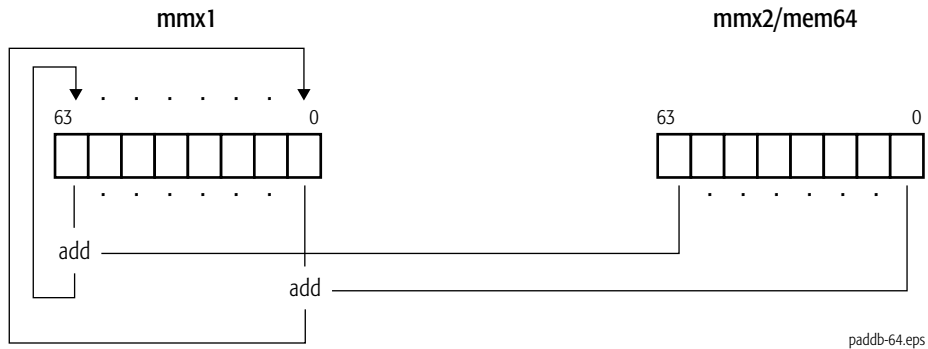 mmx1
mmx2/mem64
. . . . . .
63 0
63 0
. . . . . .
. . . . . .
add
add
paddb-64.eps